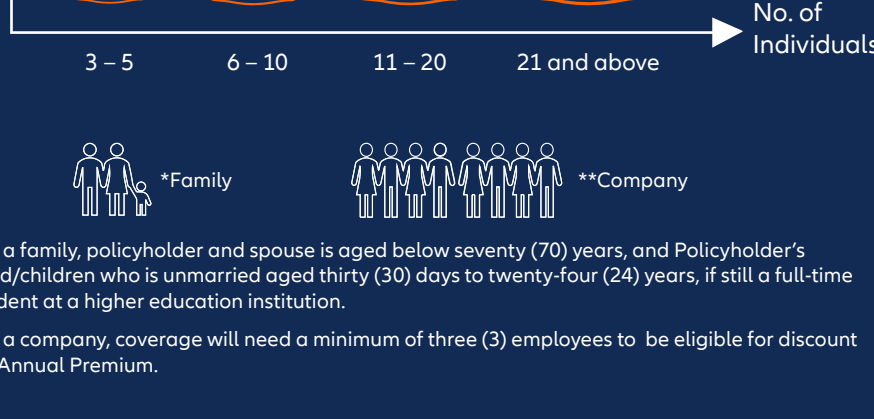 No. of
Individuals
3 – 5
6 – 10
11 – 20
21 and above
*Family
**Company
a family, policyholder and spouse is aged below seventy (70) years, and Policyholder’s
d/children who is unmarried aged thirty (30) days to twenty-four (24) years, if still a full-time
dent at a higher education institution.
a company, coverage will need a minimum of three (3) employees to be eligible for discount
Annual Premium.